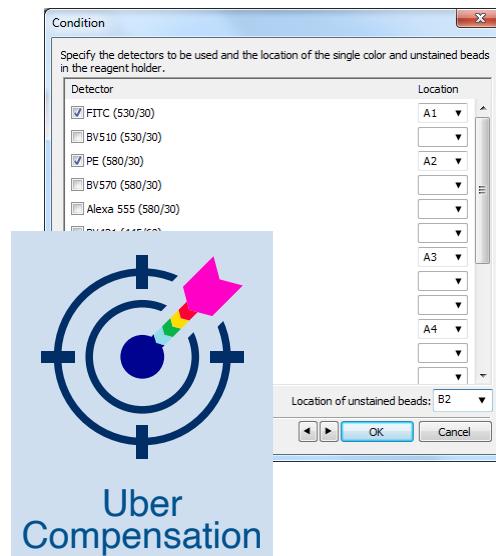 Condition
Specify the detectors to be used and the location of the single color and unstained beads
in the reagent holder.
Detector Location
FITC (530/30) A1
BV510 (530/30)
PE (580/30) A2
BV570 (580/30)
Alexa 555 (580/30)
A3
A4
Location of unstained beads: B2
OK Cancel
Uber
Compensation